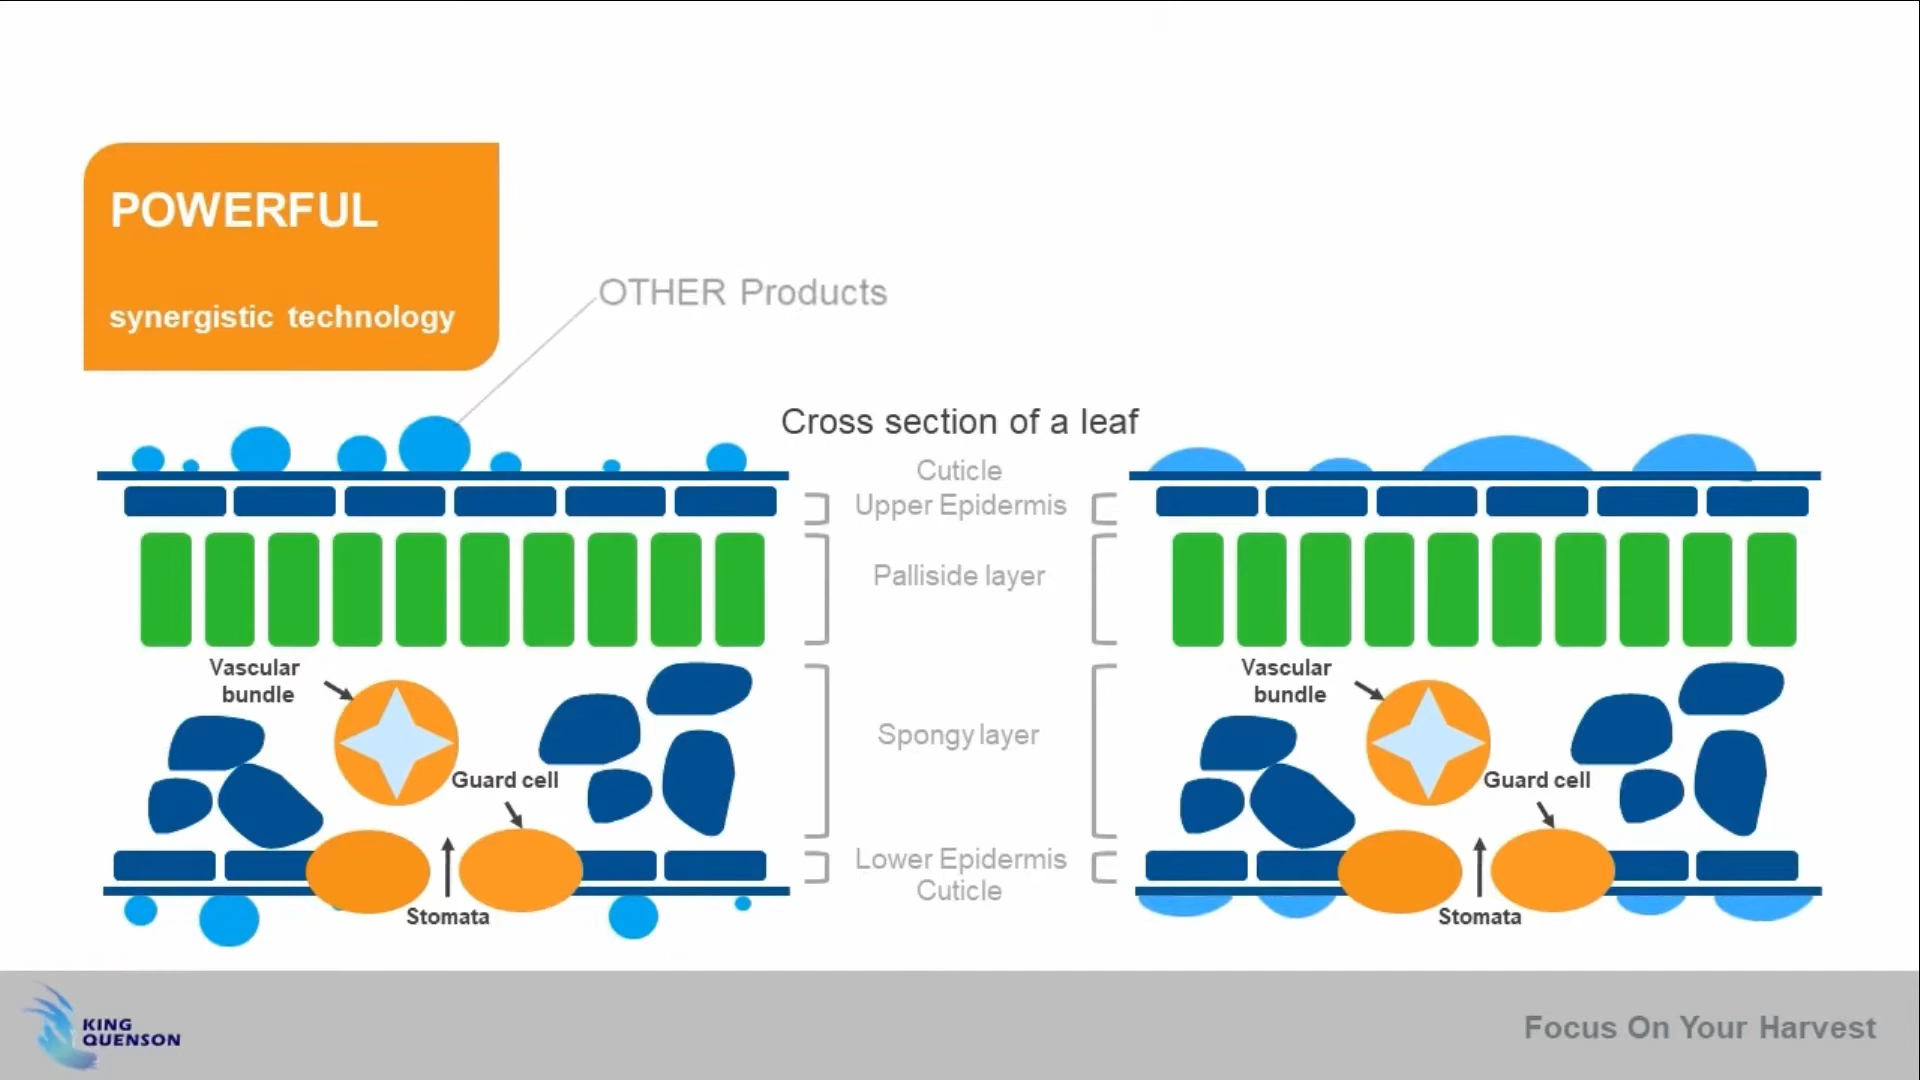 POWERFUL
synergistic technology
OTHER Products
Cross section of a leaf
Cuticle
Upper Epidermis
Palliside layer
Spongy layer
Lower Epidermis
Cuticle
Vascular
bundle
Guard cell
Stomata
Vascular
bundle
Guard cell
Stomata
KING
QUENSON
Focus On Your Harvest